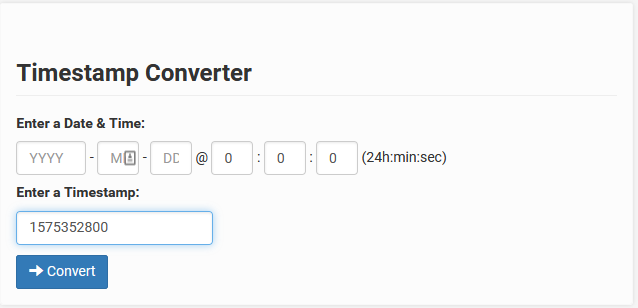 Timestamp Converter
Enter a Date & Time:
YYYY - M - DD @ 0 : 0 : 0 (24h:min:sec)
Enter a Timestamp:
1575352800
Convert